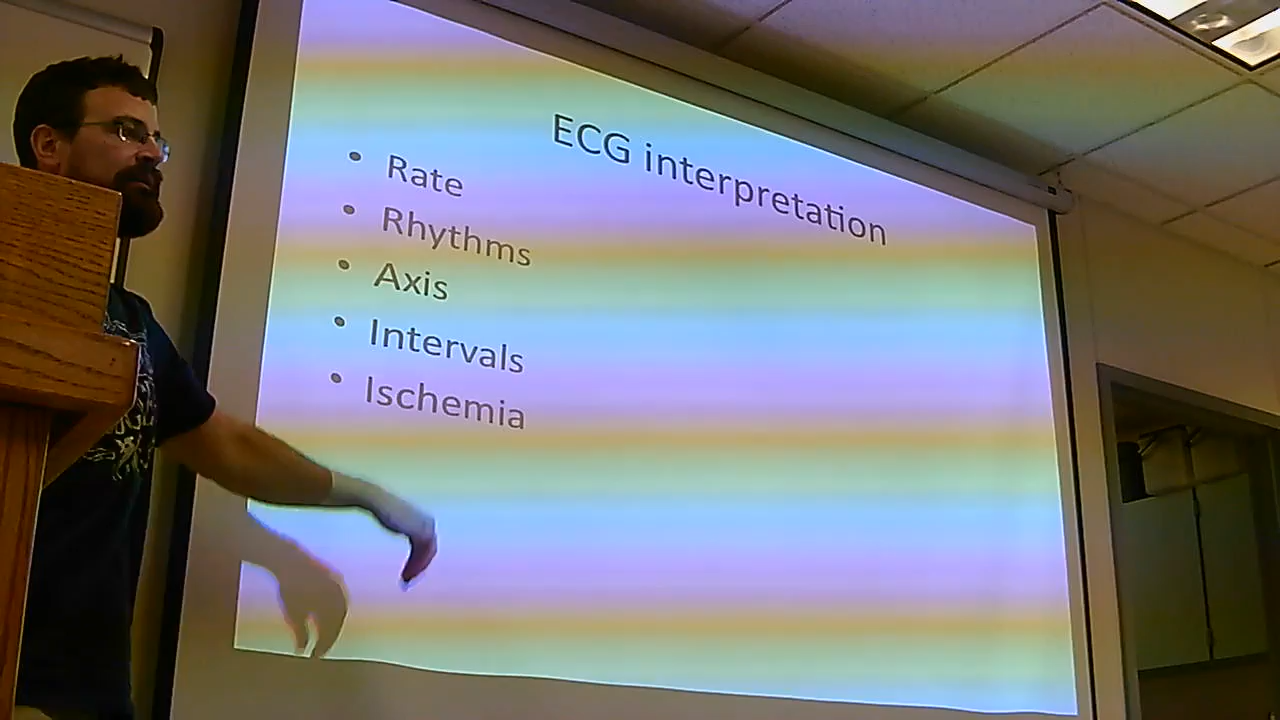 ECG interpretation
• Rate
• Rhythms
• Axis
• Intervals
• Ischemia